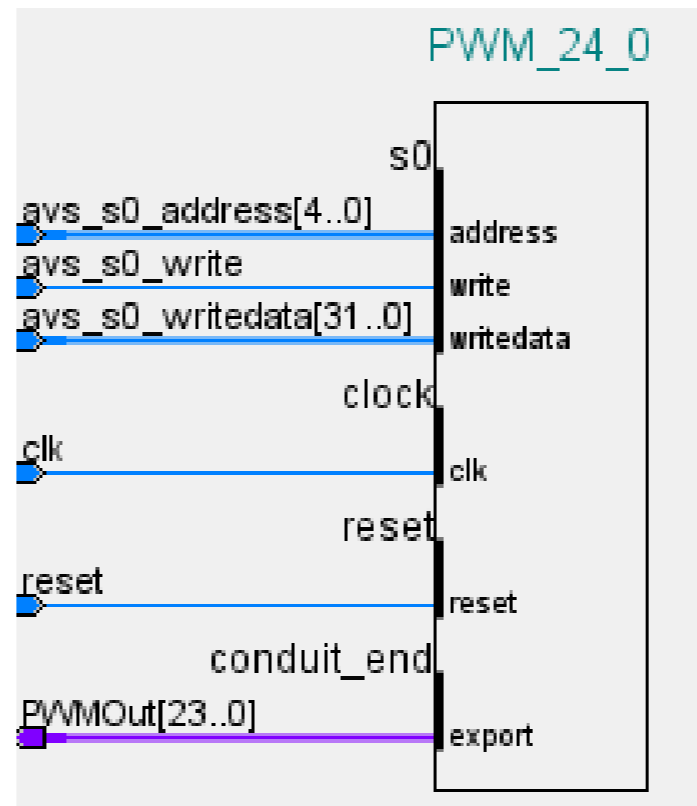 PWM_24_0
s0
avs_s0_address[4..0]
address
avs_s0_write
write
avs_s0_writedata[31..0]
writedata
clock
clk
clk
reset
reset
reset
conduit_end
PWMOut[23..0]
export